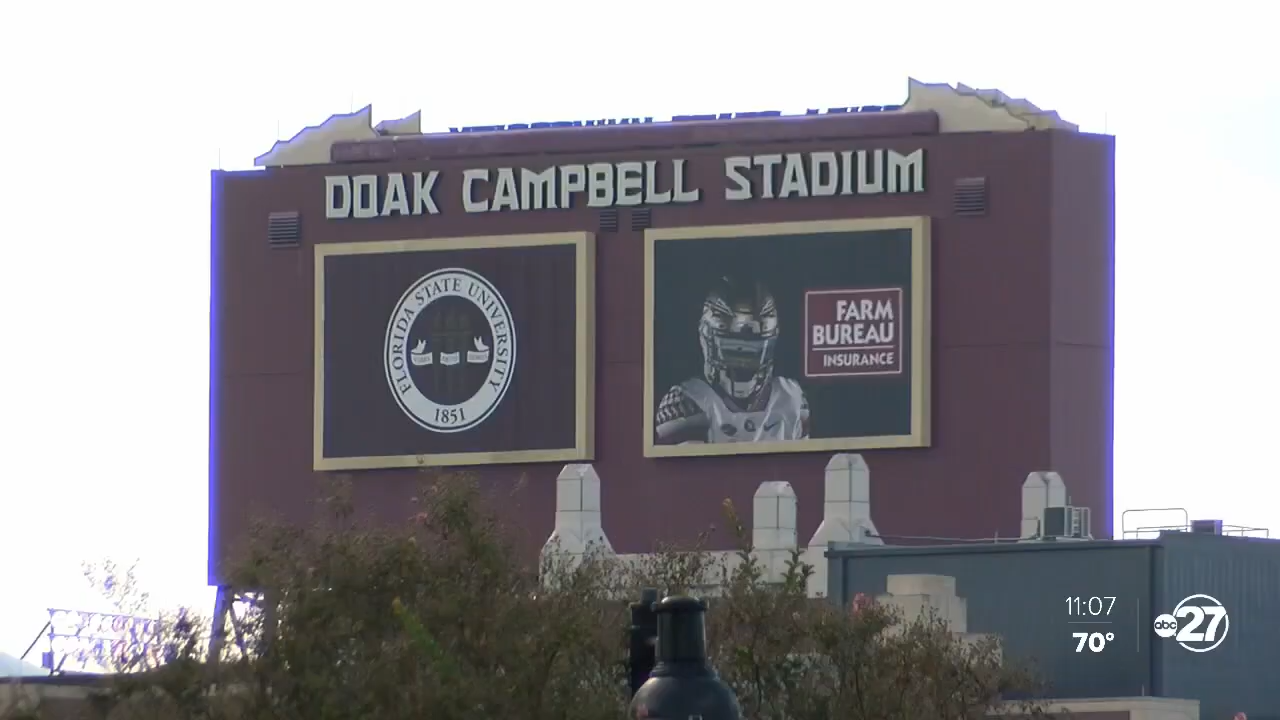 DOAK CAMPBELL STADIUM
FLORIDA STATE UNIVERSITY
1851
FARM
BUREAU
INSURANCE
11:07
70°
abc 27